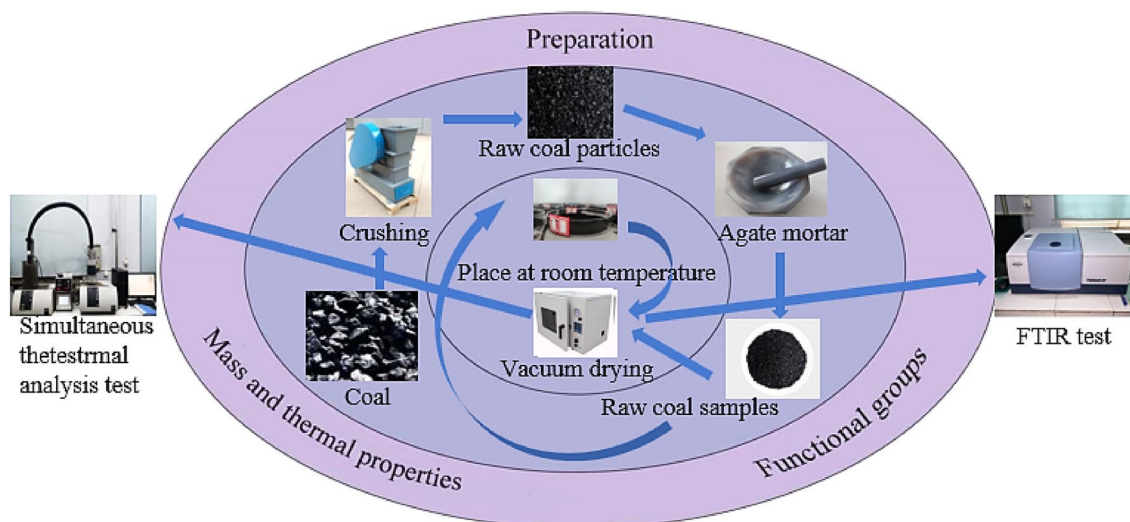 Preparation
Raw coal particles
Crushing
Agate mortar
Place at room temperature
Simultaneous
thetestrmal
analysis test
FTIR test
Vacuum drying
Coal
Raw coal samples
Mass and thermal properties
Functional groups